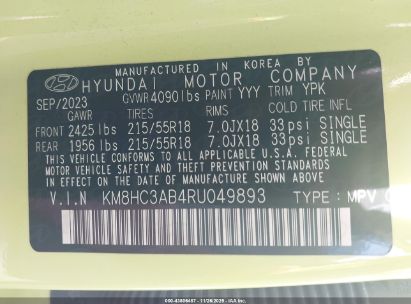 MANUFACTURED IN KOREA BY
HYUNDAI MOTOR COMPANY
SEP/2023 GVWR 4090lbs PAINT YYY TRIM YPK
GAWR TIRES RIMS COLD TIRE INFL
FRONT 2425 lbs 215/55R18 7.0JX18 33psi SINGLE
REAR 1956 lbs 215/55R18 7.0JX18 33psi SINGLE
THIS VEHICLE CONFORMS TO ALL APPLICABLE U.S.A. FEDERAL
MOTOR VEHICLE SAFETY, BUMPER, AND THEFT PREVENTION
STANDARDS IN EFFECT ON THE DATE OF MANUFACTURE
SHOWN ABOVE.
V.I.N KM8HC3AB4RU049893 TYPE : MPV